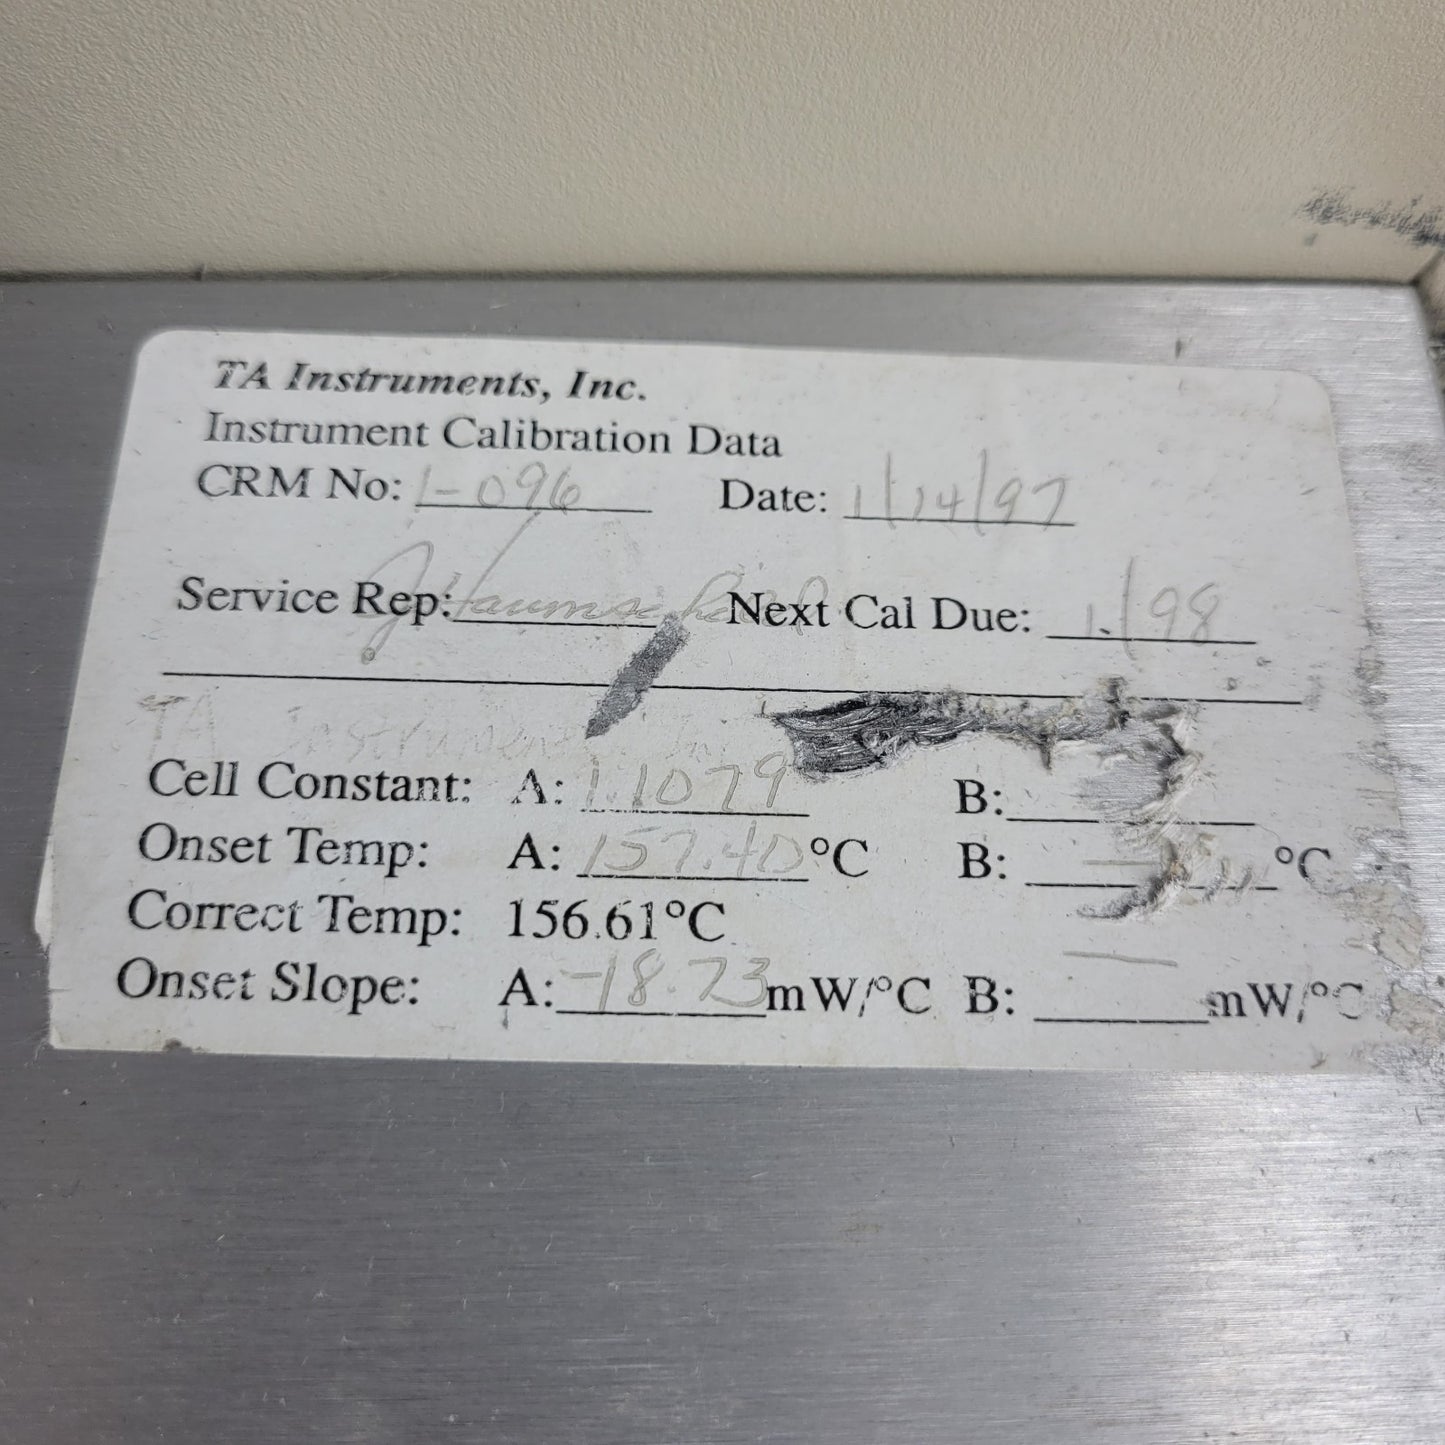 TA Instruments, Inc.
Instrument Calibration Data
CRM No: 1-096 Date: 1/14/97
Service Rep: Next Cal Due: 1/98
TA Instruments Inc
Cell Constant: A: 1.1079 B:
Onset Temp: A: 157.40 °C B: — °C
Correct Temp: 156.61°C
Onset Slope: A: -18.73 mW/°C B: — mW/°C